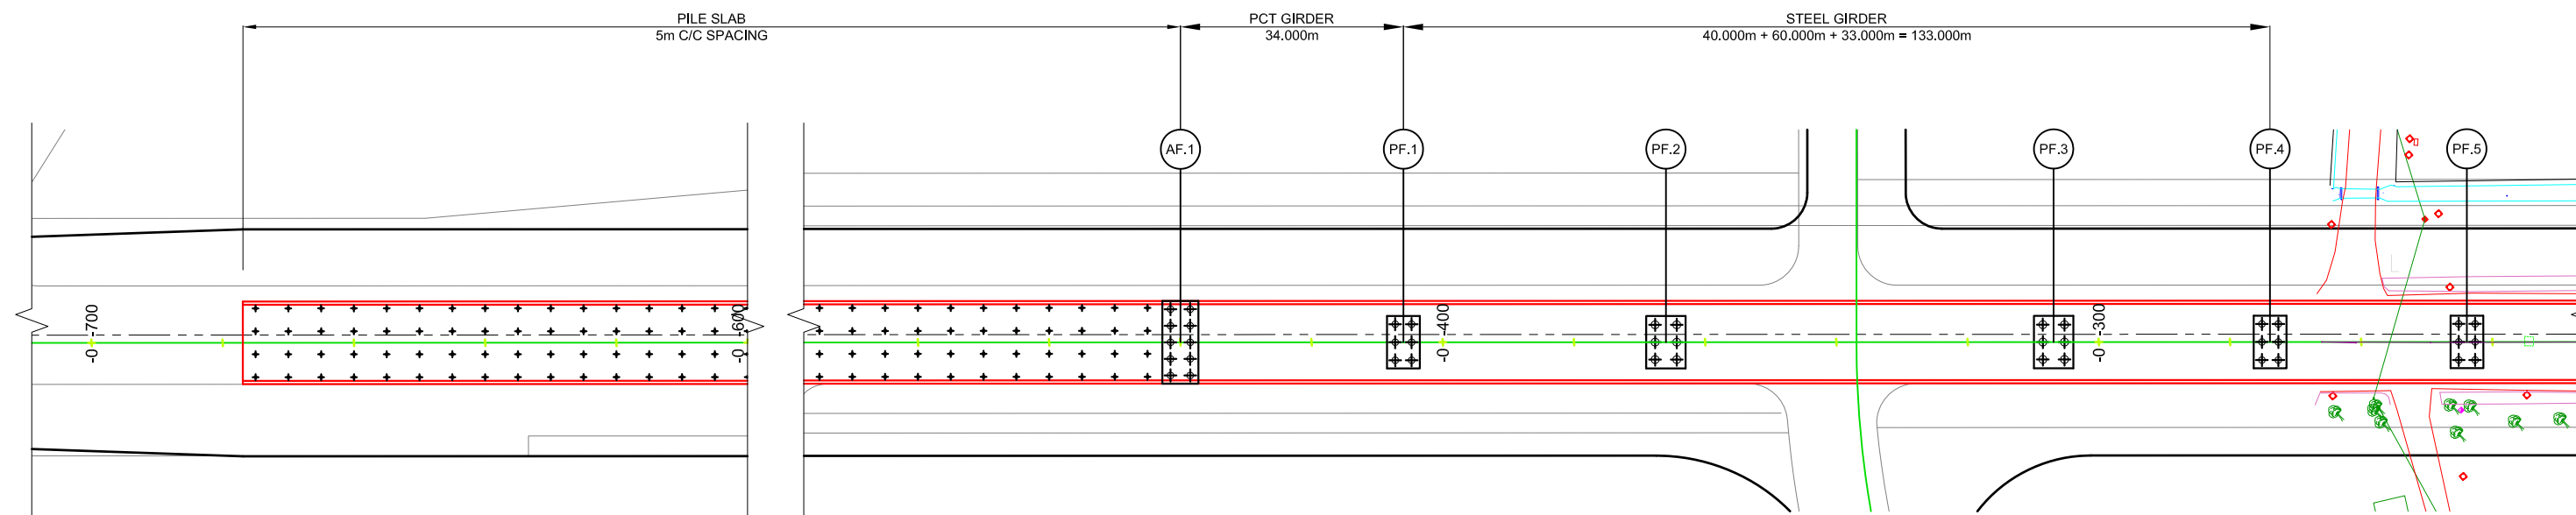 PILE SLAB
5m C/C SPACING
PCT GIRDER
34.000m
STEEL GIRDER
40.000m + 60.000m + 33.000m = 133.000m
AF.1
PF.1
PF.2
PF.3
PF.4
PF.5
-0 -700
-0 -600
-0 -400
-0 -300